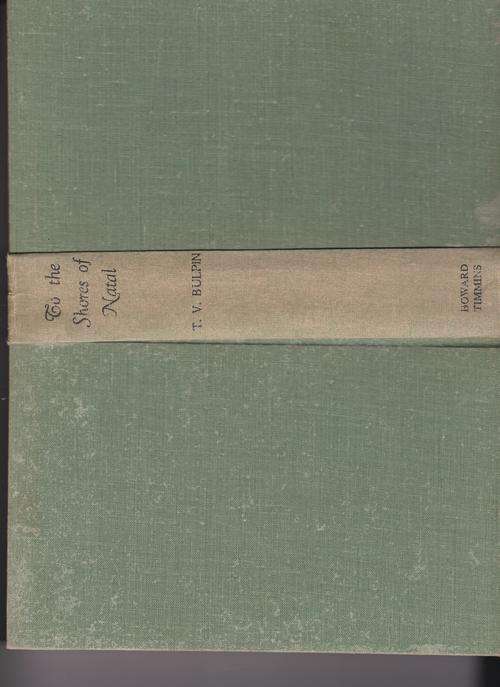 To the
Shores of
Natal
T. V. BULPIN
HOWARD
TIMMINS